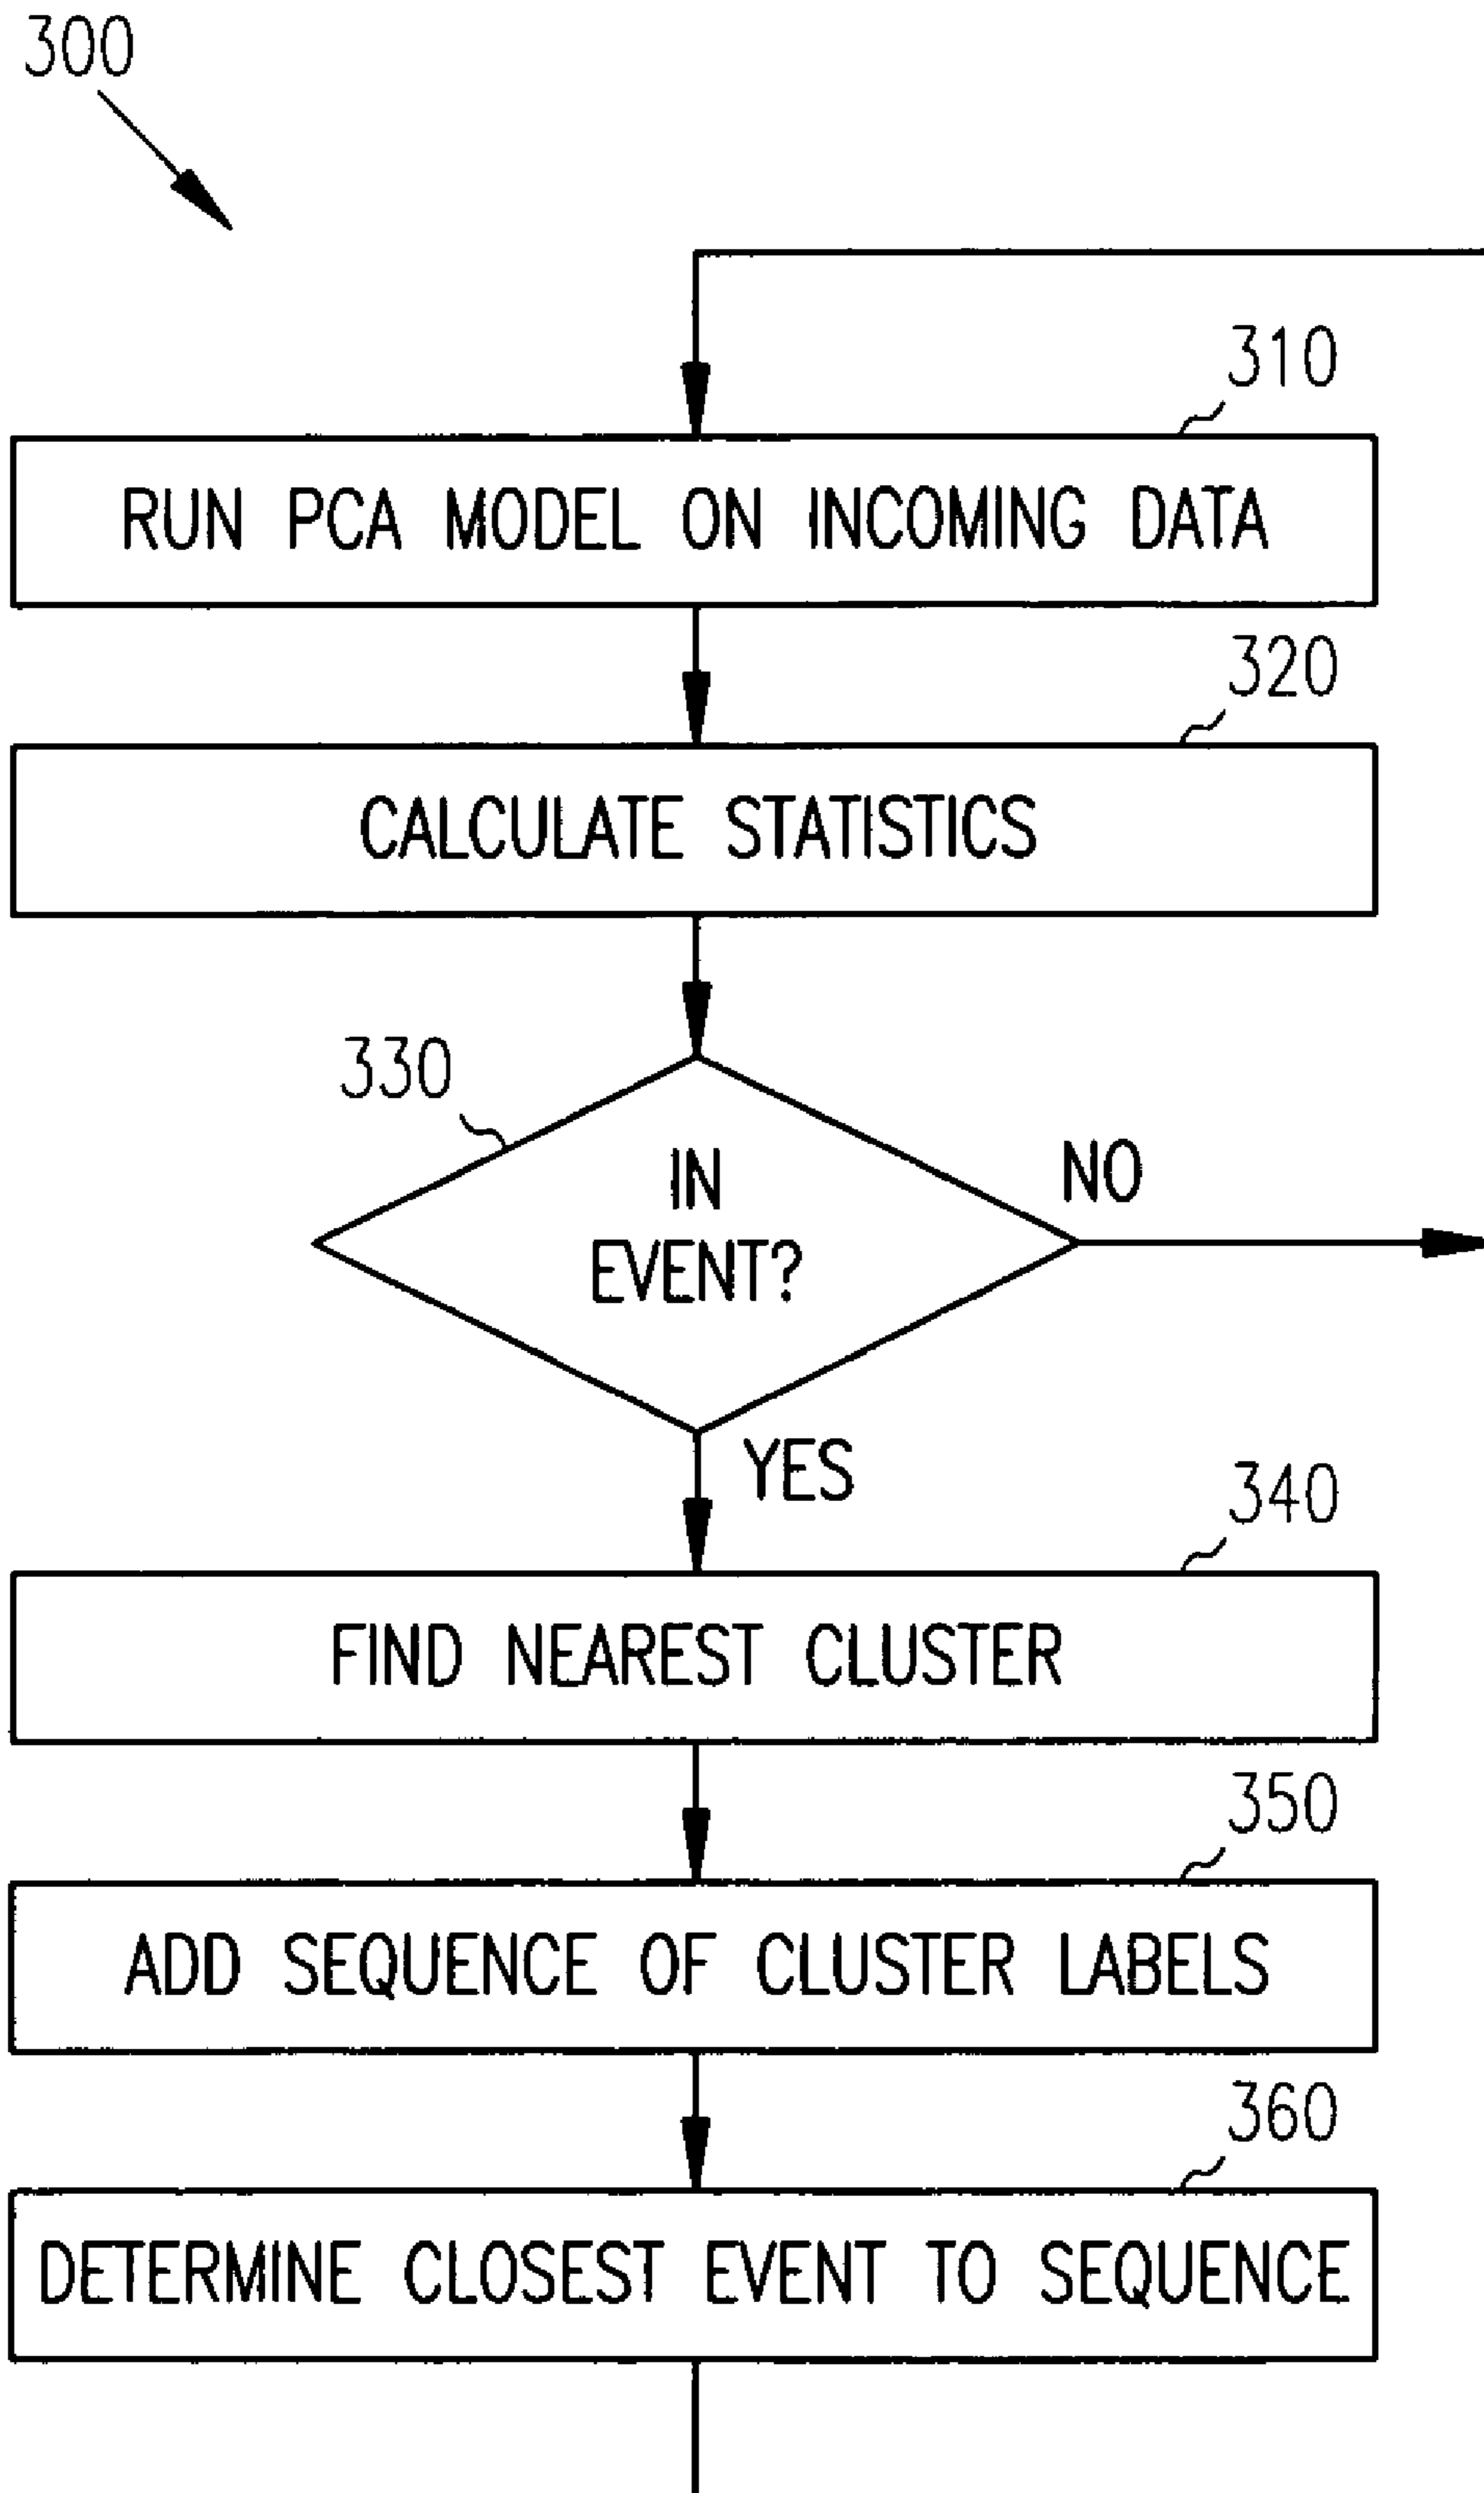 300
310
RUN PCA MODEL ON INCOMING DATA
320
CALCULATE STATISTICS
330
IN
EVENT?
NO
YES
340
FIND NEAREST CLUSTER
350
ADD SEQUENCE OF CLUSTER LABELS
360
DETERMINE CLOSEST EVENT TO SEQUENCE